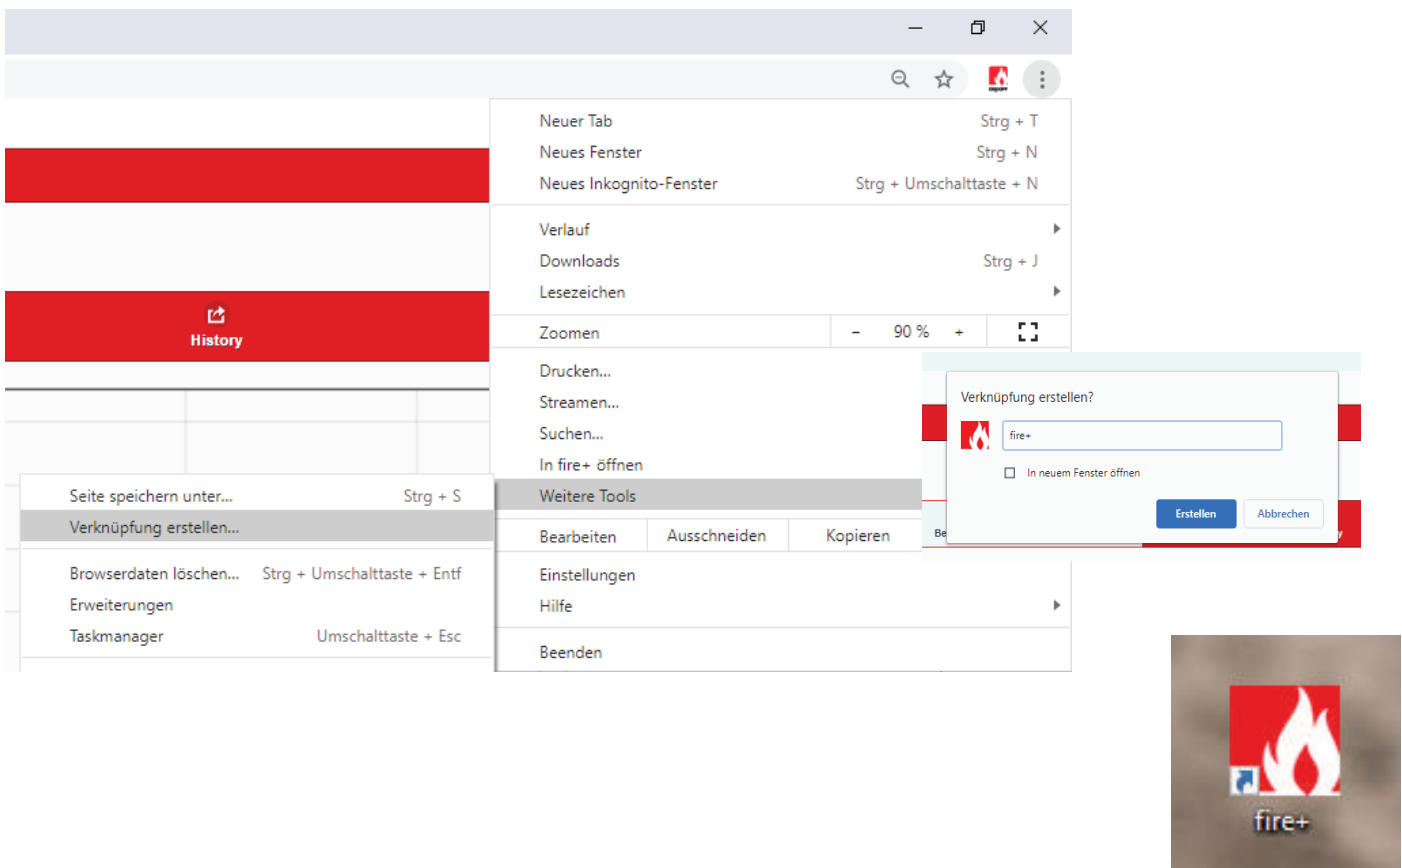 Neuer Tab Strg + T
Neues Fenster Strg + N
Neues Inkognito-Fenster Strg + Umschalttaste + N
Verlauf
Downloads Strg + J
Lesezeichen
History
Zoomen - 90 % +
Drucken...
Streamen...
Suchen...
In fire+ öffnen
Weitere Tools
Bearbeiten Ausschneiden Kopieren
Einstellungen
Hilfe
Beenden
Seite speichern unter... Strg + S
Verknüpfung erstellen...
Browserdaten löschen... Strg + Umschalttaste + Entf
Erweiterungen
Taskmanager Umschalttaste + Esc
Verknüpfung erstellen?
fire+
In neuem Fenster öffnen
Erstellen Abbrechen
Be
y
fire+